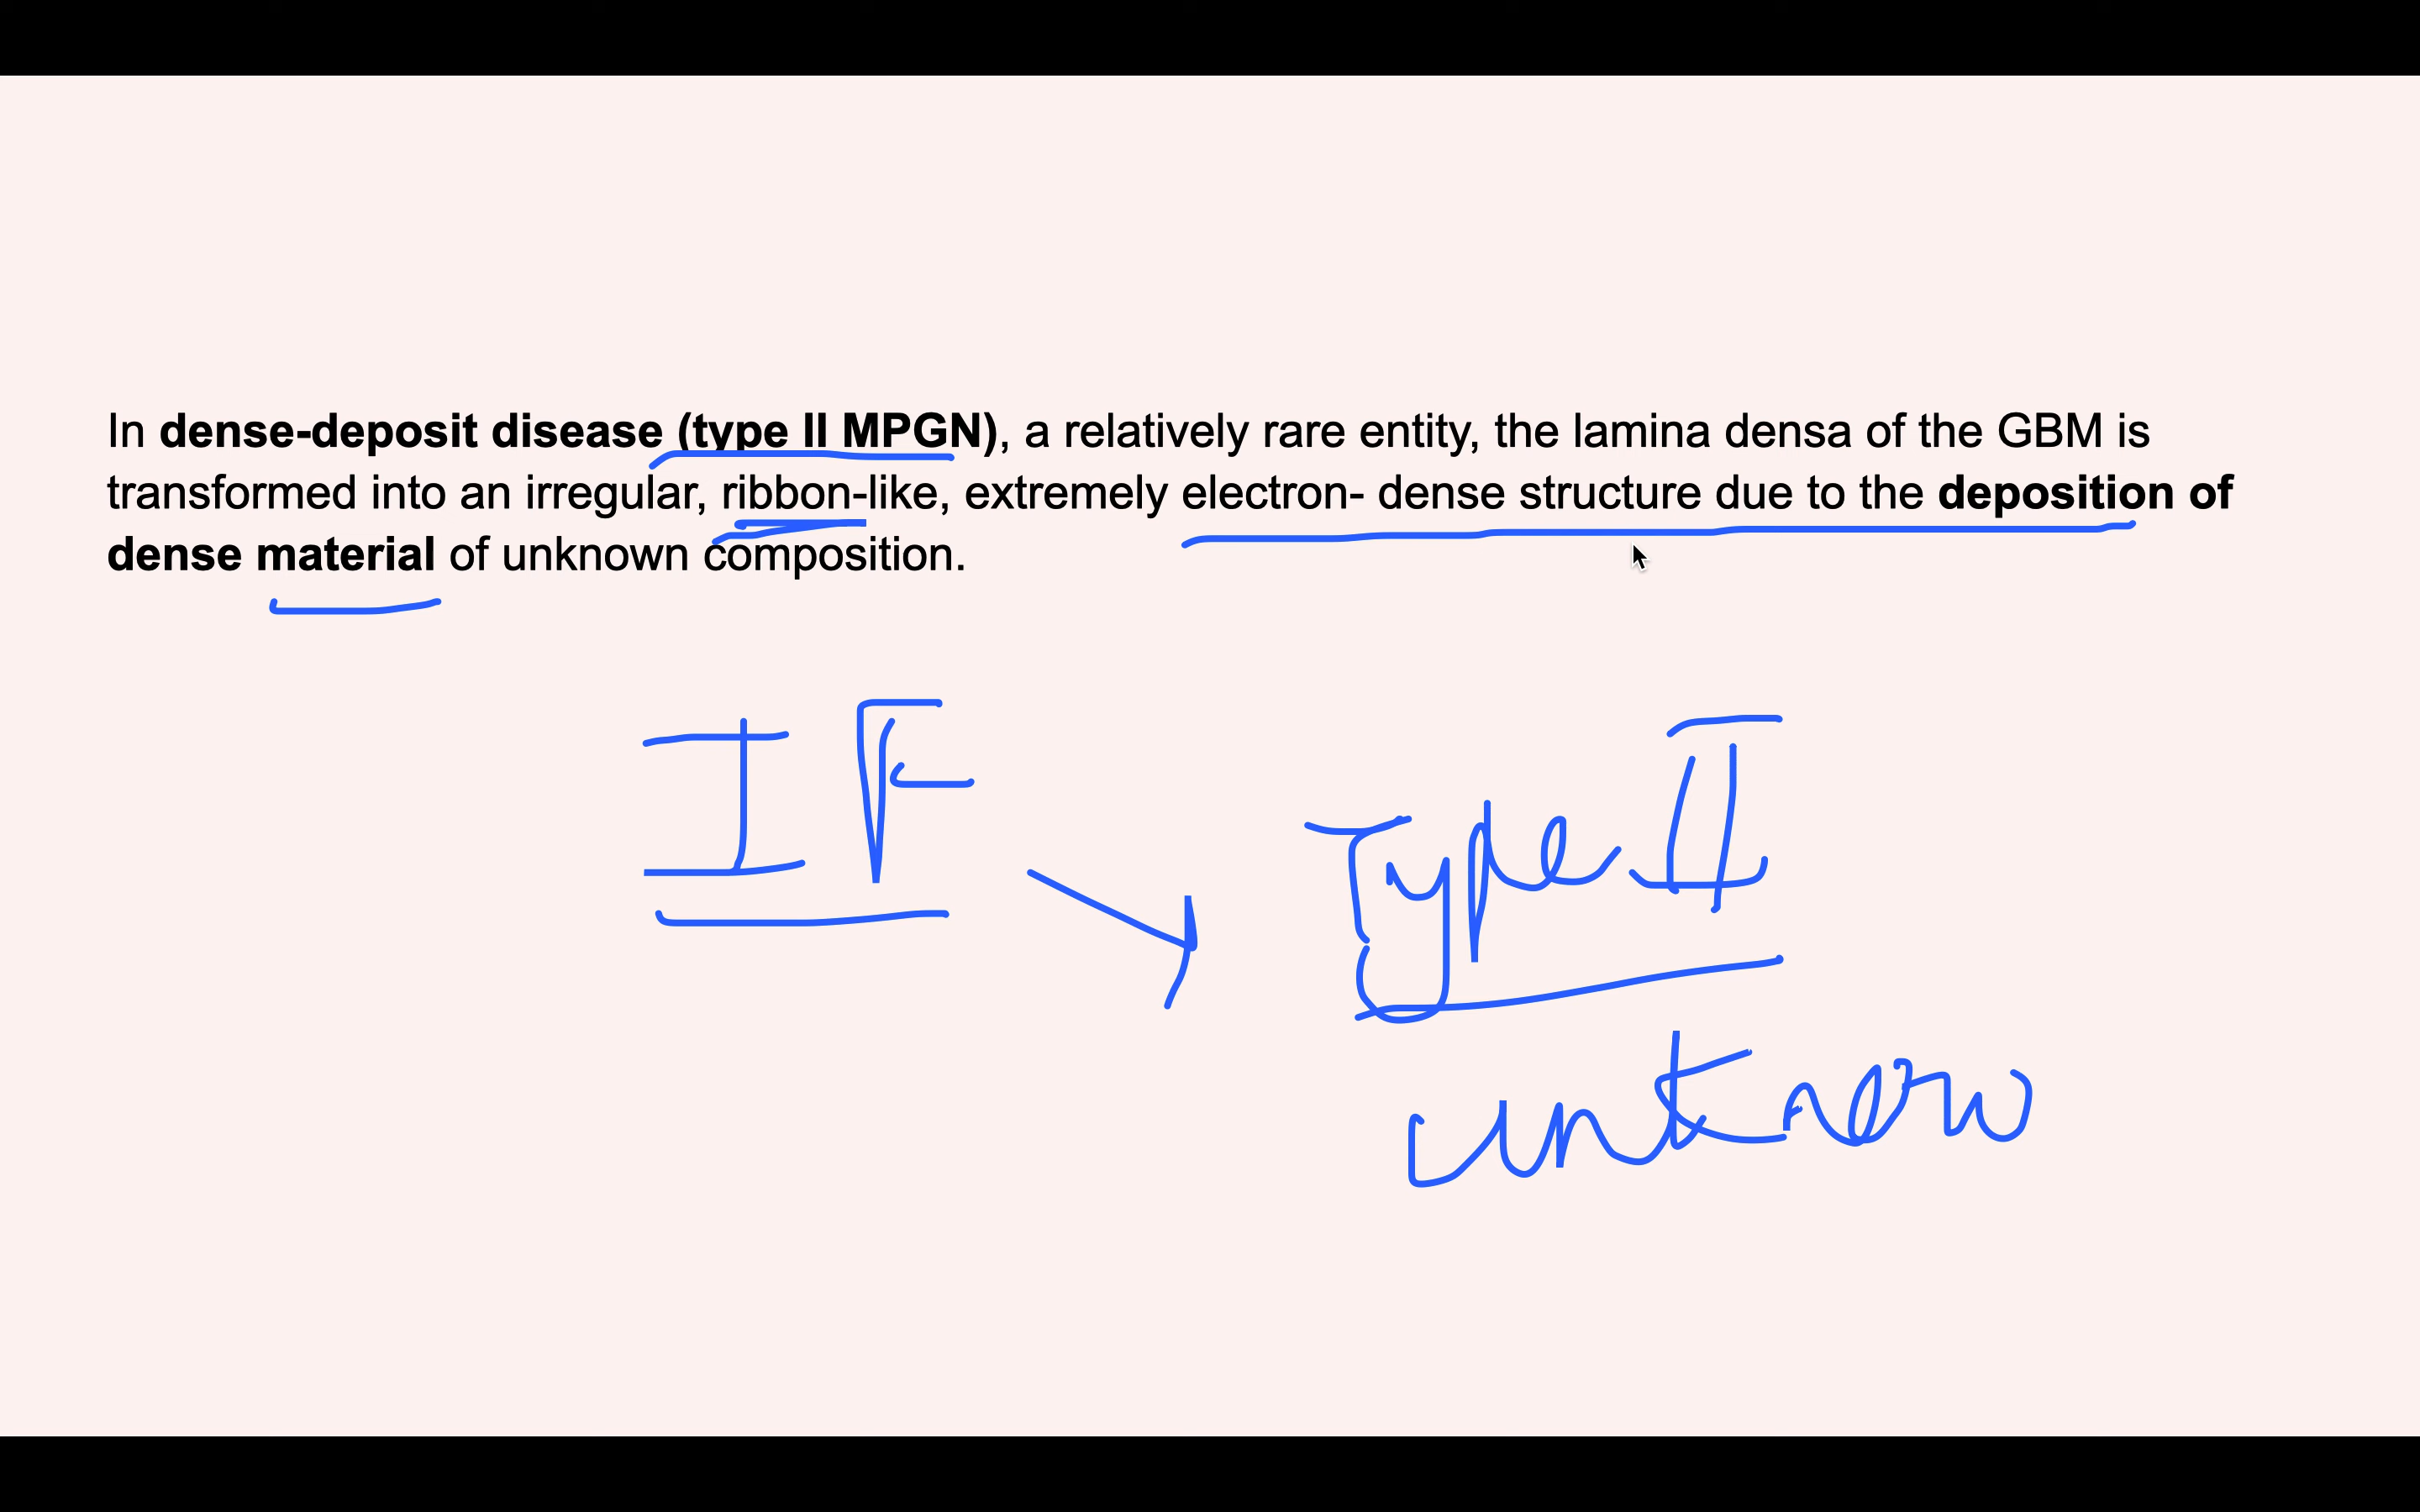 In dense-deposit disease (type II MPGN), a relatively rare entity, the lamina densa of the GBM is
transformed into an irregular, ribbon-like, extremely electron- dense structure due to the deposition of
dense material of unknown composition.
IF
Type II
unknow